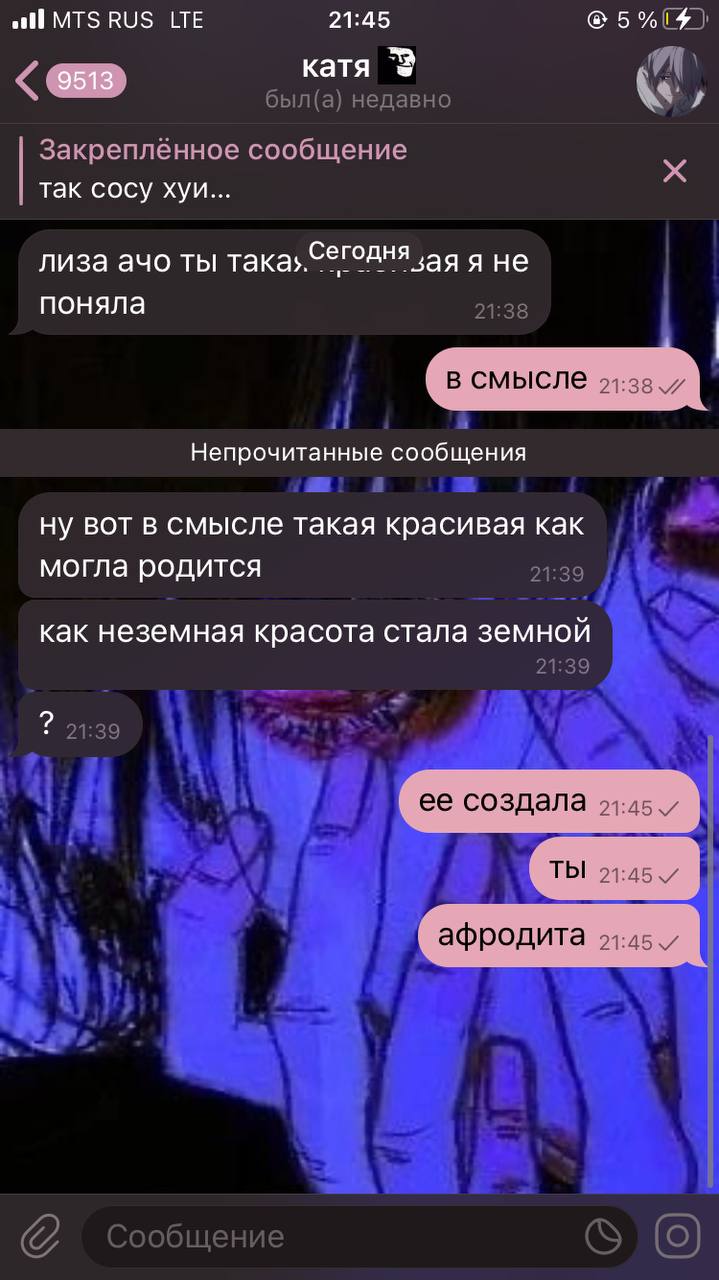 MTS RUS LTE 21:45 5 %
9513 катя
был(а) недавно
Закреплённое сообщение
так сосу хуи...
Сегодня
лиза ачо ты такая я не
поняла 21:38
в смысле 21:38
Непрочитанные сообщения
ну вот в смысле такая красивая как
могла родится 21:39
как неземная красота стала земной
21:39
? 21:39
ее создала 21:45
ты 21:45
афродита 21:45
Сообщение